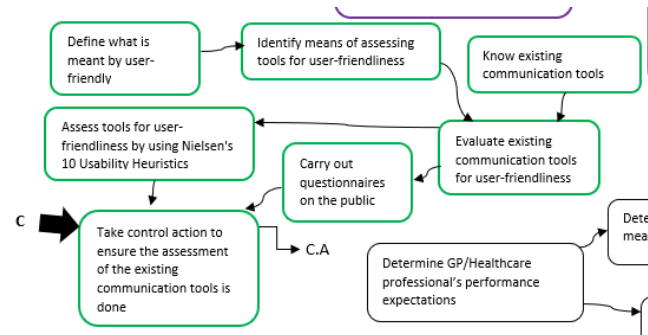 Define what is
meant by user-
friendly
Identify means of assessing
tools for user-friendliness
Know existing
communication tools
Assess tools for user-
friendliness by using Nielsen's
10 Usability Heuristics
Carry out
questionnaires
on the public
Evaluate existing
communication tools
for user-friendliness
C
Take control action to
ensure the assessment
of the existing
communication tools is
done
C.A
Determine GP/Healthcare
professional's performance
expectations
Dete
mea